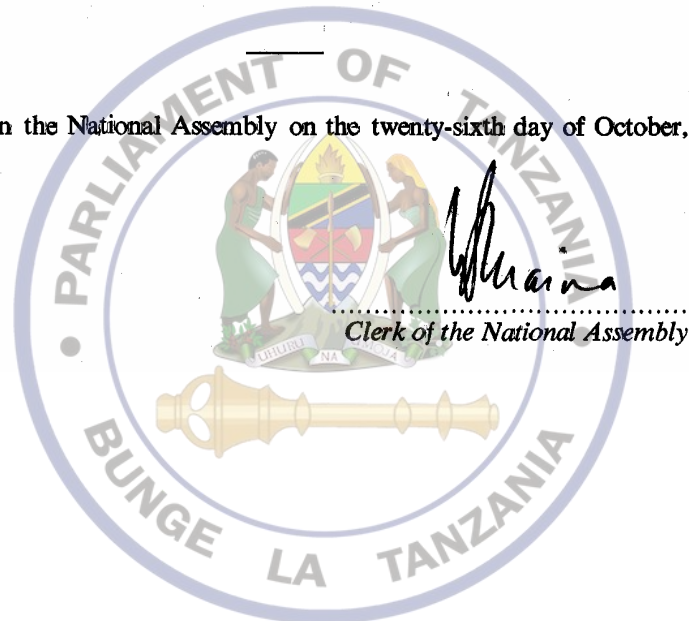 PARLIAMENT OF TANZANIA
n the National Assembly on the twenty-sixth day of October,
........................................
Clerk of the National Assembly
UHURU NA UMOJA
BUNGE LA TANZANIA